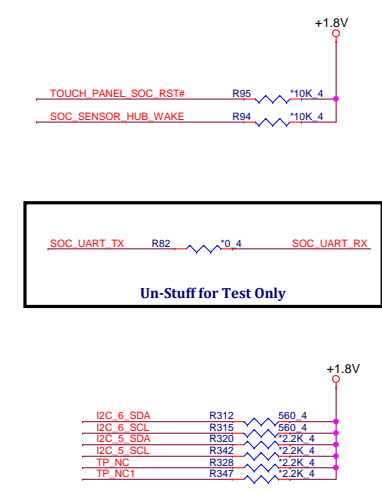 +1.8V
TOUCH_PANEL_SOC_RST# R95 *10K_4
SOC_SENSOR_HUB_WAKE R94 *10K_4
SOC_UART_TX R82 *0_4 SOC_UART_RX
Un-Stuff for Test Only
+1.8V
I2C_6_SDA R312 560_4
I2C_6_SCL R315 560_4
I2C_5_SDA R320 *2.2K_4
I2C_5_SCL R342 *2.2K_4
TP_NC R328 *2.2K_4
TP_NC1 R347 *2.2K_4